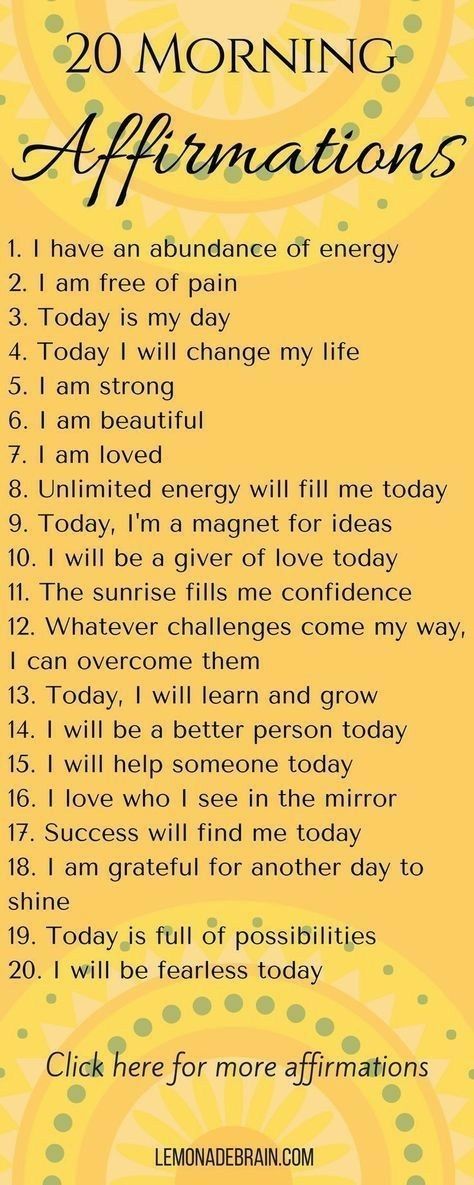 20 MORNING
Affirmations
1. I have an abundance of energy
2. I am free of pain
3. Today is my day
4. Today I will change my life
5. I am strong
6. I am beautiful
7. I am loved
8. Unlimited energy will fill me today
9. Today, I'm a magnet for ideas
10. I will be a giver of love today
11. The sunrise fills me confidence
12. Whatever challenges come my way,
I can overcome them
13. Today, I will learn and grow
14. I will be a better person today
15. I will help someone today
16. I love who I see in the mirror
17. Success will find me today
18. I am grateful for another day to
shine
19. Today is full of possibilities
20. I will be fearless today
Click here for more affirmations
LEMONADEBRAIN.COM